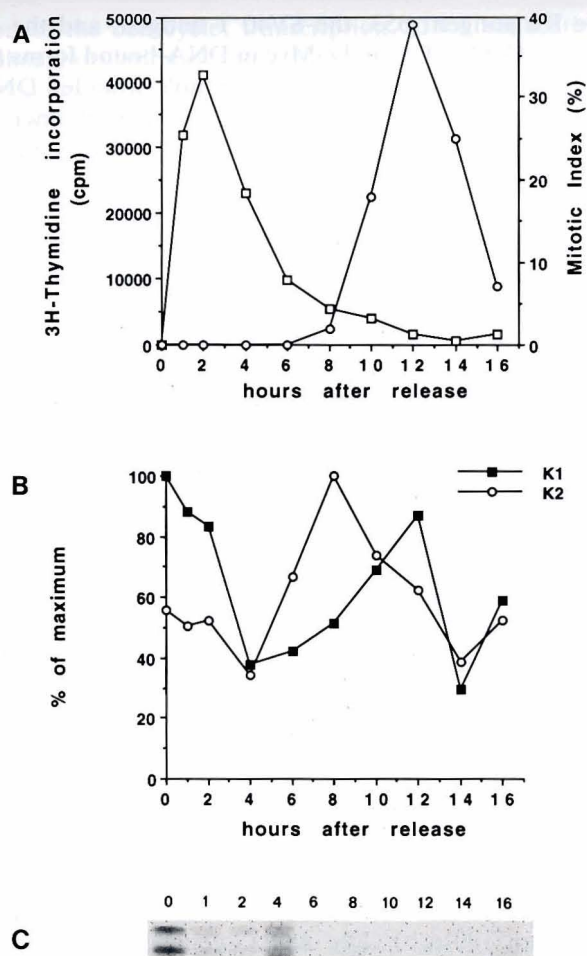 in DNA-bound
A
50000
40000
30000
20000
10000
0
3H-Thymidine incorporation
(cpm)
40
30
20
10
0
Mitotic Index (%)
0 2 4 6 8 10 12 14 16
hours after release
B
K1
K2
100
80
60
40
20
0
% of maximum
0 2 4 6 8 10 12 14 16
hours after release
0 1 2 4 6 8 10 12 14 16
C